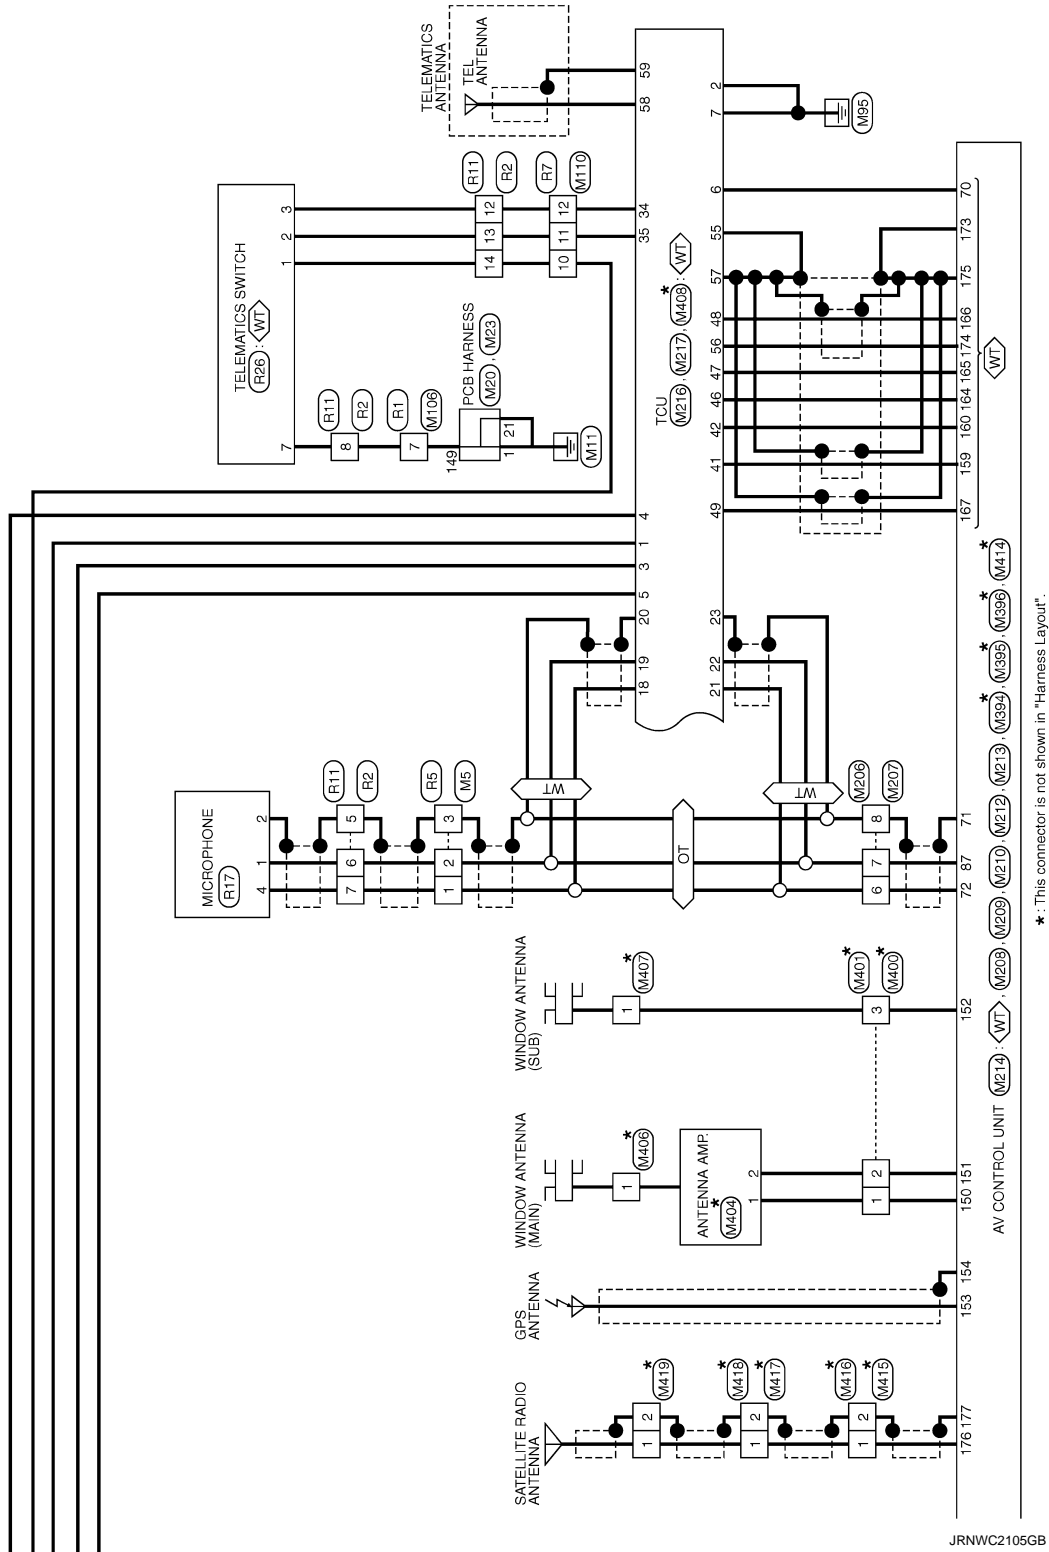 TELEMATICS
ANTENNA
TEL
ANTENNA
59
58
TELEMATICS SWITCH
R26 : WT
3
2
1
7
R11
R2
R7
M110
12
13
14
12
11
10
34
35
R11
R2
R1
M106
8
7
PCB HARNESS
M20 , M23
149
21
1
M11
4
1
3
5
20
19
18
TCU
M216 , M217 , M408* : WT
2
7
M95
6
55
57
48
56
47
46
42
41
49
23
22
21
70
173
175
166
174
165
164
160
159
167
WT
MICROPHONE
R17
2
1
4
R11
R2
R5
M5
5
6
7
3
2
1
WT
OT
WT
M206
M207
8
7
6
71
87
72
WINDOW ANTENNA
(SUB)
1
M407*
M401*
M400*
3
152
WINDOW ANTENNA
(MAIN)
1
M406*
ANTENNA AMP.
M404*
2
1
2
1
151
150
GPS
ANTENNA
154
153
SATELLITE RADIO
ANTENNA
M419*
M418*
M417*
M416*
M415*
2
1
2
1
2
1
177
176
AV CONTROL UNIT M214 : WT , M208 , M209 , M210 , M212 , M213 , M394* , M395* , M396* , M414*
* : This connector is not shown in "Harness Layout".
JRNWC2105GB